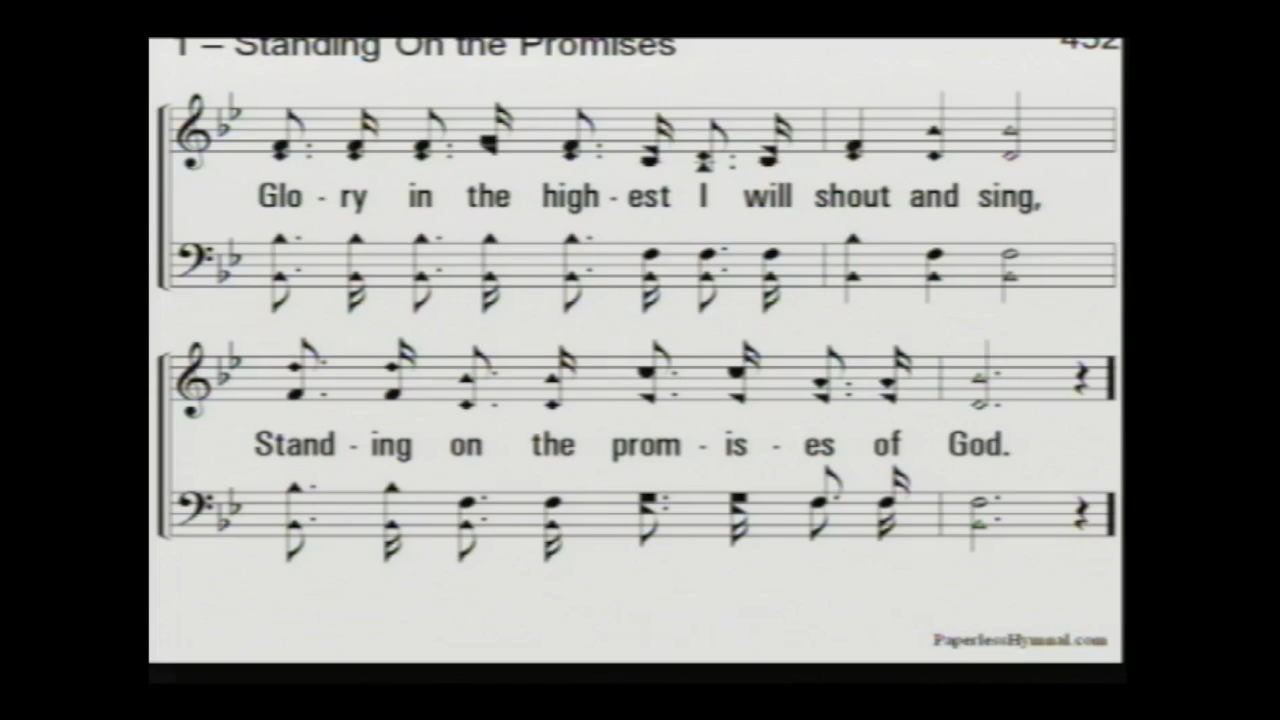 1 – Standing On the Promises
452
Glo - ry in the high - est I will shout and sing,
Stand - ing on the prom - is - es of God.
PaperlessHymnal.com